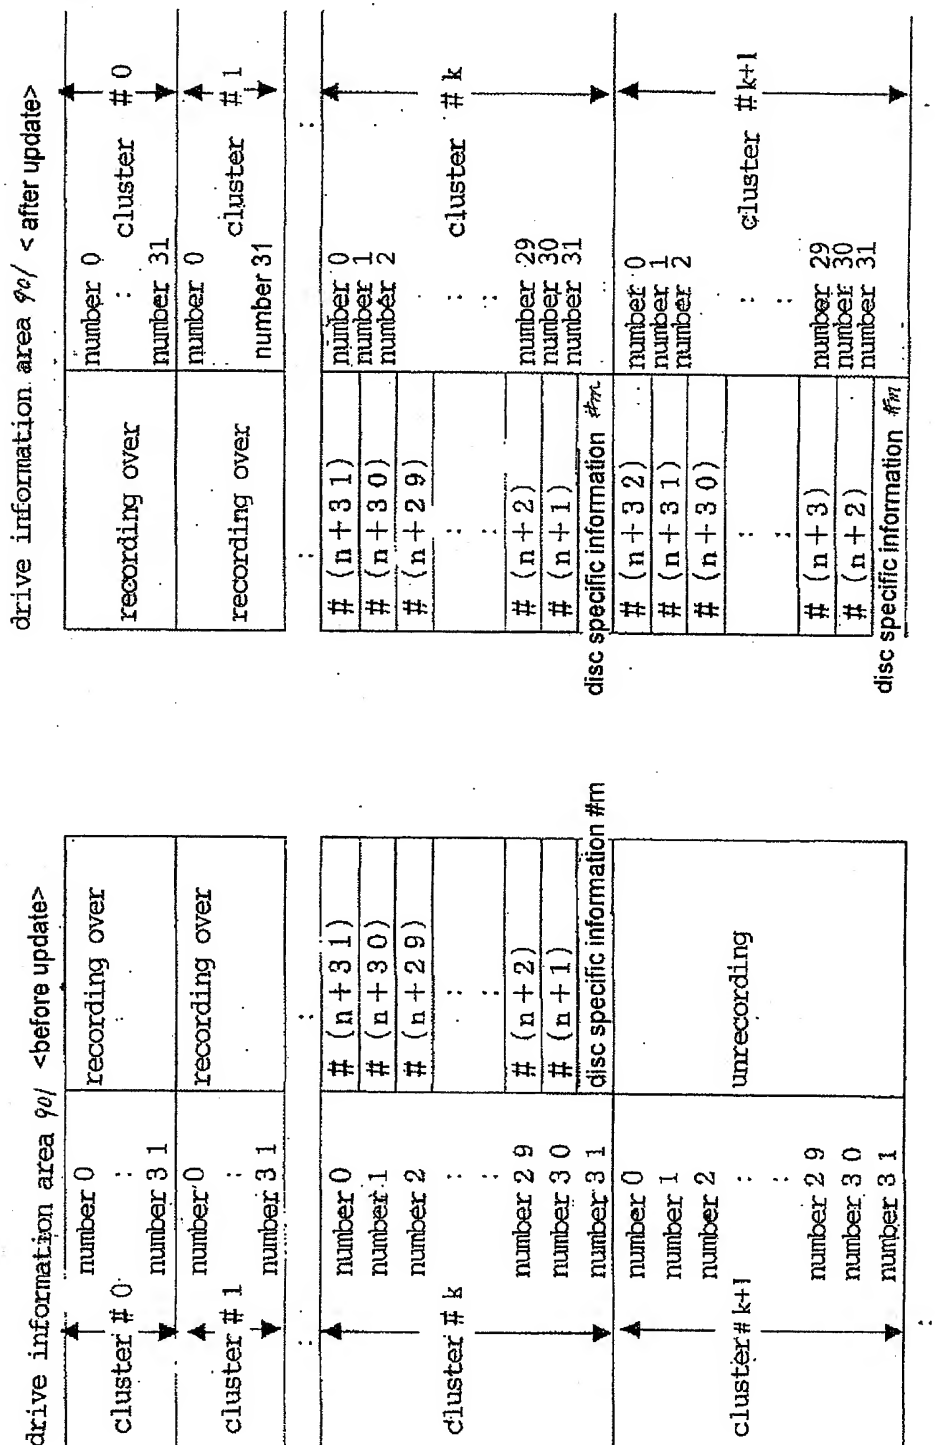 drive information area 901 <before update>
cluster # 0
number 0
:
number 3 1
recording over
cluster # 1
number 0
:
number 3 1
recording over
:
cluster # k
number 0
# (n+3 1)
number 1
# (n+3 0)
number 2
# (n+2 9)
:
:
number 2 9
# (n+2)
number 3 0
# (n+1)
number 3 1
disc specific information #m
cluster # k+1
number 0
number 1
number 2
:
:
number 2 9
number 3 0
number 3 1
unrecording
:
drive information area 901 < after update>
recording over
number 0
:
number 31
cluster # 0
recording over
number 0
number 31
cluster # 1
:
# (n+3 1)
number 0
# (n+3 0)
number 1
# (n+2 9)
number 2
:
:
# (n+2)
number 29
# (n+1)
number 30
disc specific information #m
number 31
cluster # k
# (n+3 2)
number 0
# (n+3 1)
number 1
# (n+3 0)
number 2
:
:
# (n+3)
number 29
# (n+2)
number 30
disc specific information #m
number 31
cluster # k+1